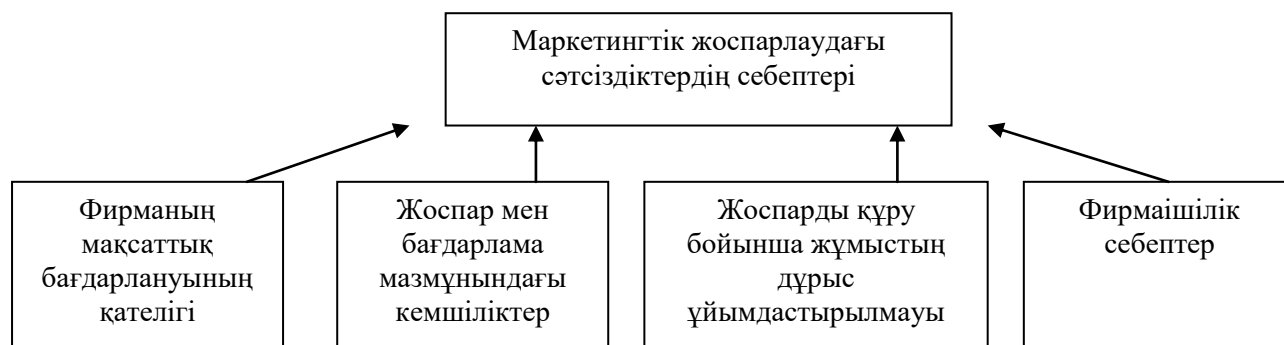 Маркетингтік жоспарлаудағы
сәтсіздіктердің себептері
Фирманың
мақсаттық
бағдарлануының
қателігі
Жоспар мен
бағдарлама
мазмұнындағы
кемшіліктер
Жоспарды құру
бойынша жұмыстың
дұрыс
ұйымдастырылмауы
Фирмаішілік
себептер